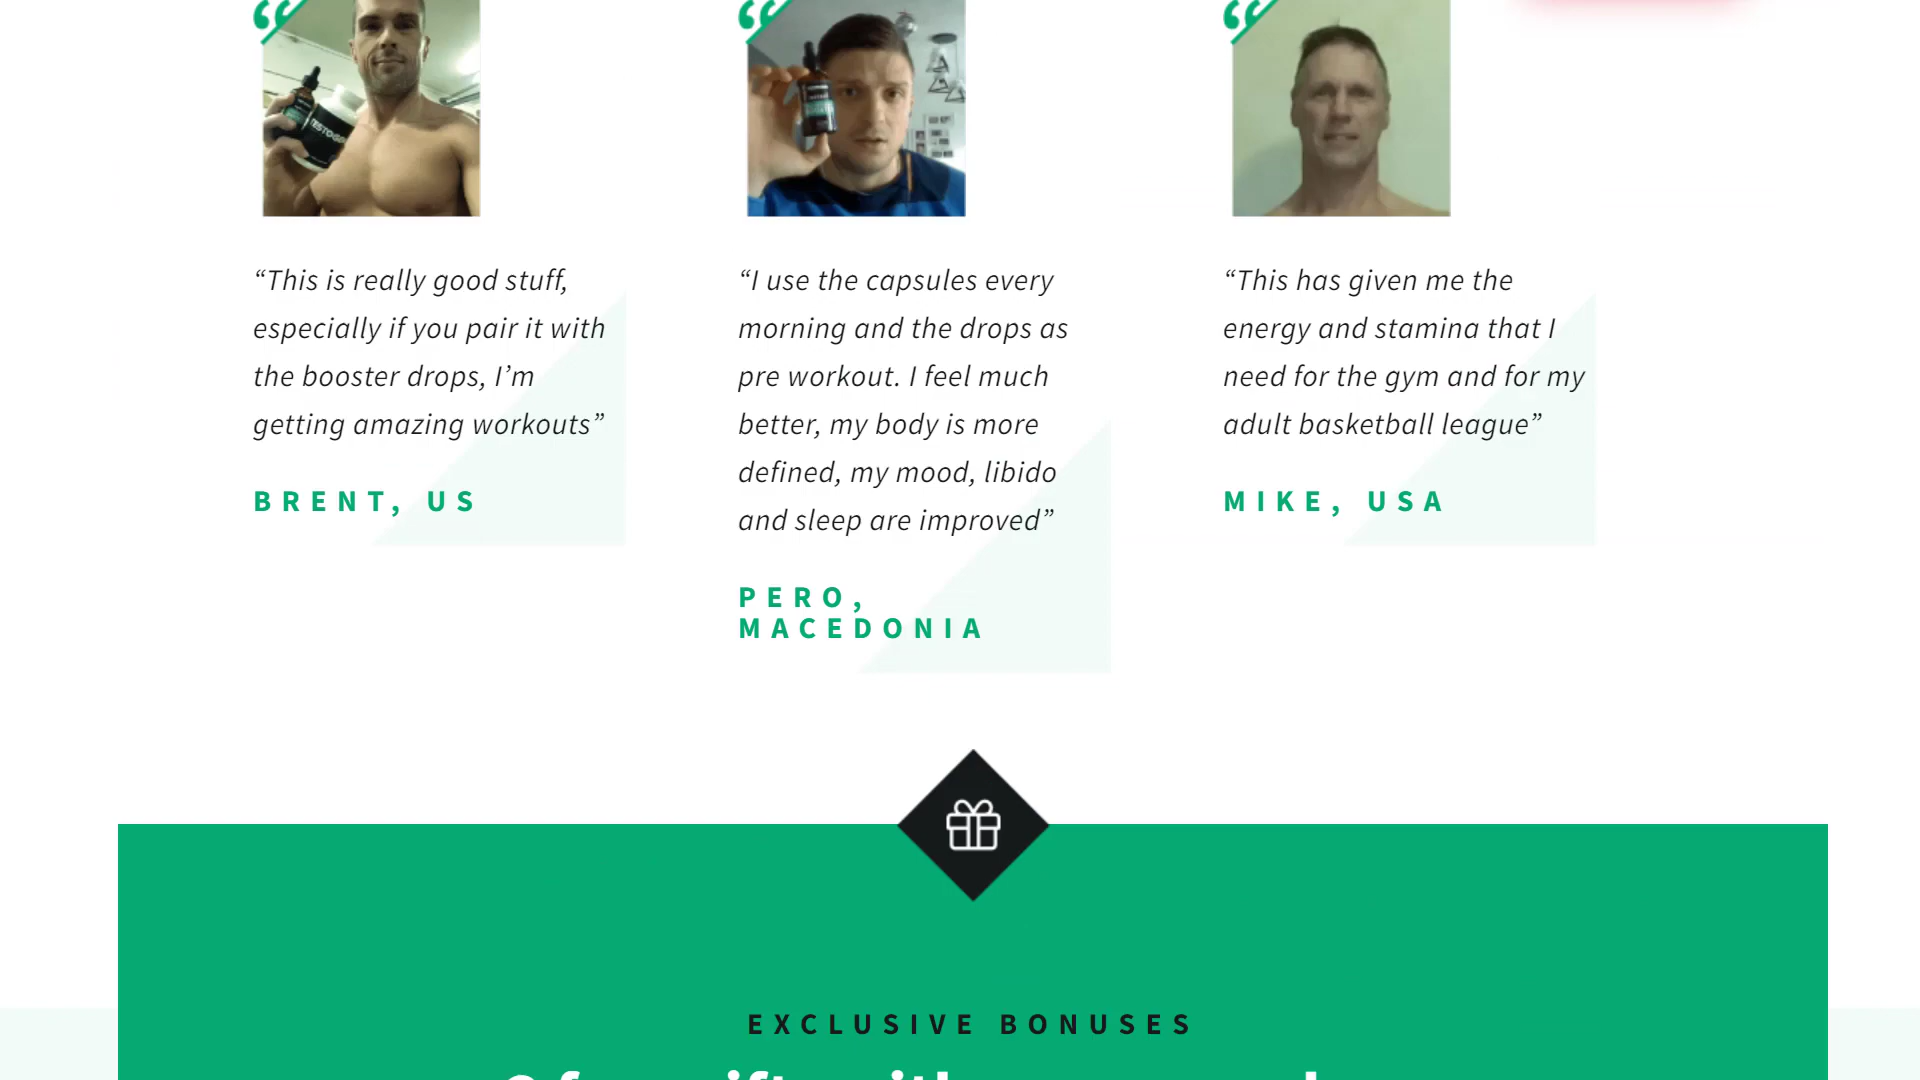 “This is really good stuff,
especially if you pair it with
the booster drops, I’m
getting amazing workouts”
BRENT, US
“I use the capsules every
morning and the drops as
pre workout. I feel much
better, my body is more
defined, my mood, libido
and sleep are improved”
PERO,
MACEDONIA
“This has given me the
energy and stamina that I
need for the gym and for my
adult basketball league”
MIKE, USA
EXCLUSIVE BONUSES